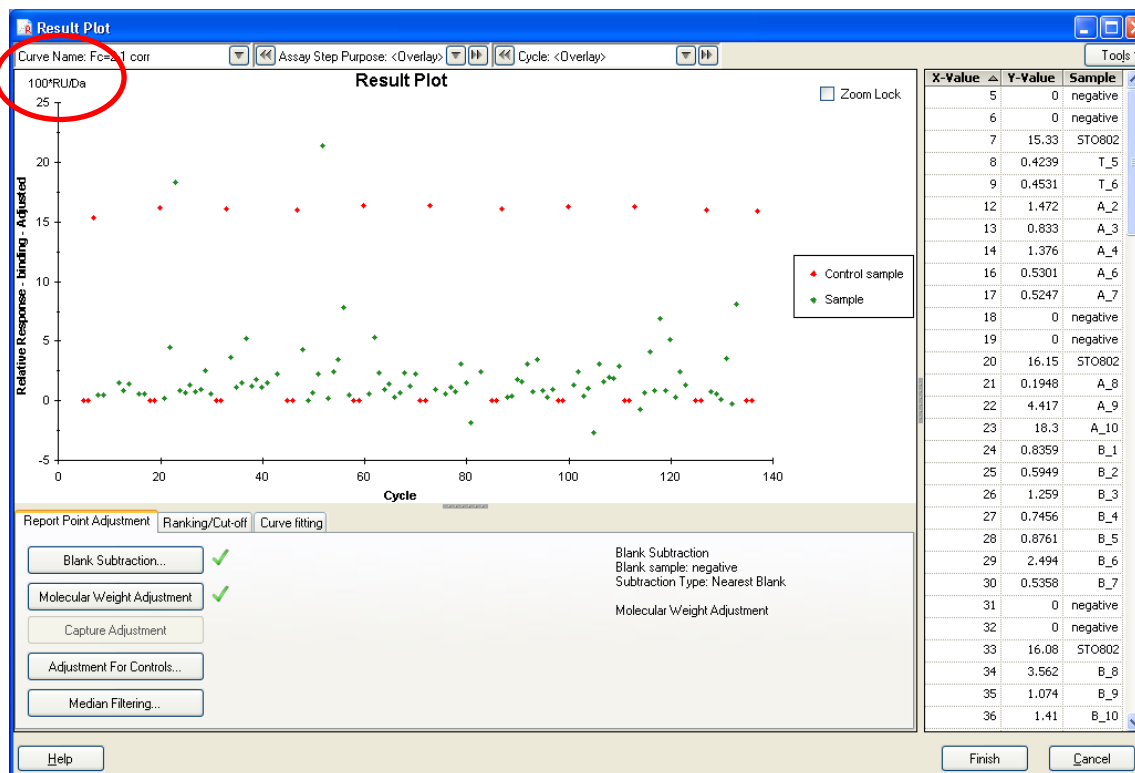 Result Plot
Curve Name: Fc=2-1 corr Assay Step Purpose: <Overlay> Cycle: <Overlay> Tools
100*RU/Da
Result Plot
Zoom Lock
25
20
15
10
5
0
-5
Relative Response - binding - Adjusted
0 20 40 60 80 100 120 140
Cycle
Control sample
Sample
X-Value Y-Value Sample
5 0 negative
6 0 negative
7 15.33 STO802
8 0.4239 T_5
9 0.4531 T_6
12 1.472 A_2
13 0.833 A_3
14 1.376 A_4
16 0.5301 A_6
17 0.5247 A_7
18 0 negative
19 0 negative
20 16.15 STO802
21 0.1948 A_8
22 4.417 A_9
23 18.3 A_10
24 0.8359 B_1
25 0.5949 B_2
26 1.259 B_3
27 0.7456 B_4
28 0.8761 B_5
29 2.494 B_6
30 0.5358 B_7
31 0 negative
32 0 negative
33 16.08 STO802
34 3.562 B_8
35 1.074 B_9
36 1.41 B_10
Report Point Adjustment Ranking/Cut-off Curve fitting
Blank Subtraction...
Molecular Weight Adjustment
Capture Adjustment
Adjustment For Controls...
Median Filtering...
Blank Subtraction
Blank sample: negative
Subtraction Type: Nearest Blank
Molecular Weight Adjustment
Help Finish Cancel